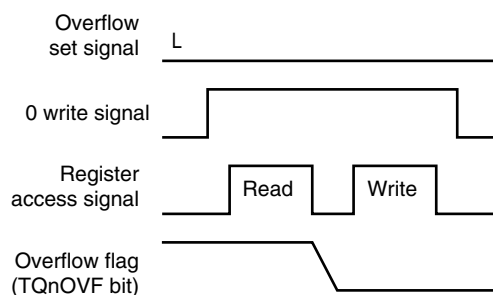 Overflow
set signal
L
0 write signal
Register
access signal
Read
Write
Overflow flag
(TQnOVF bit)